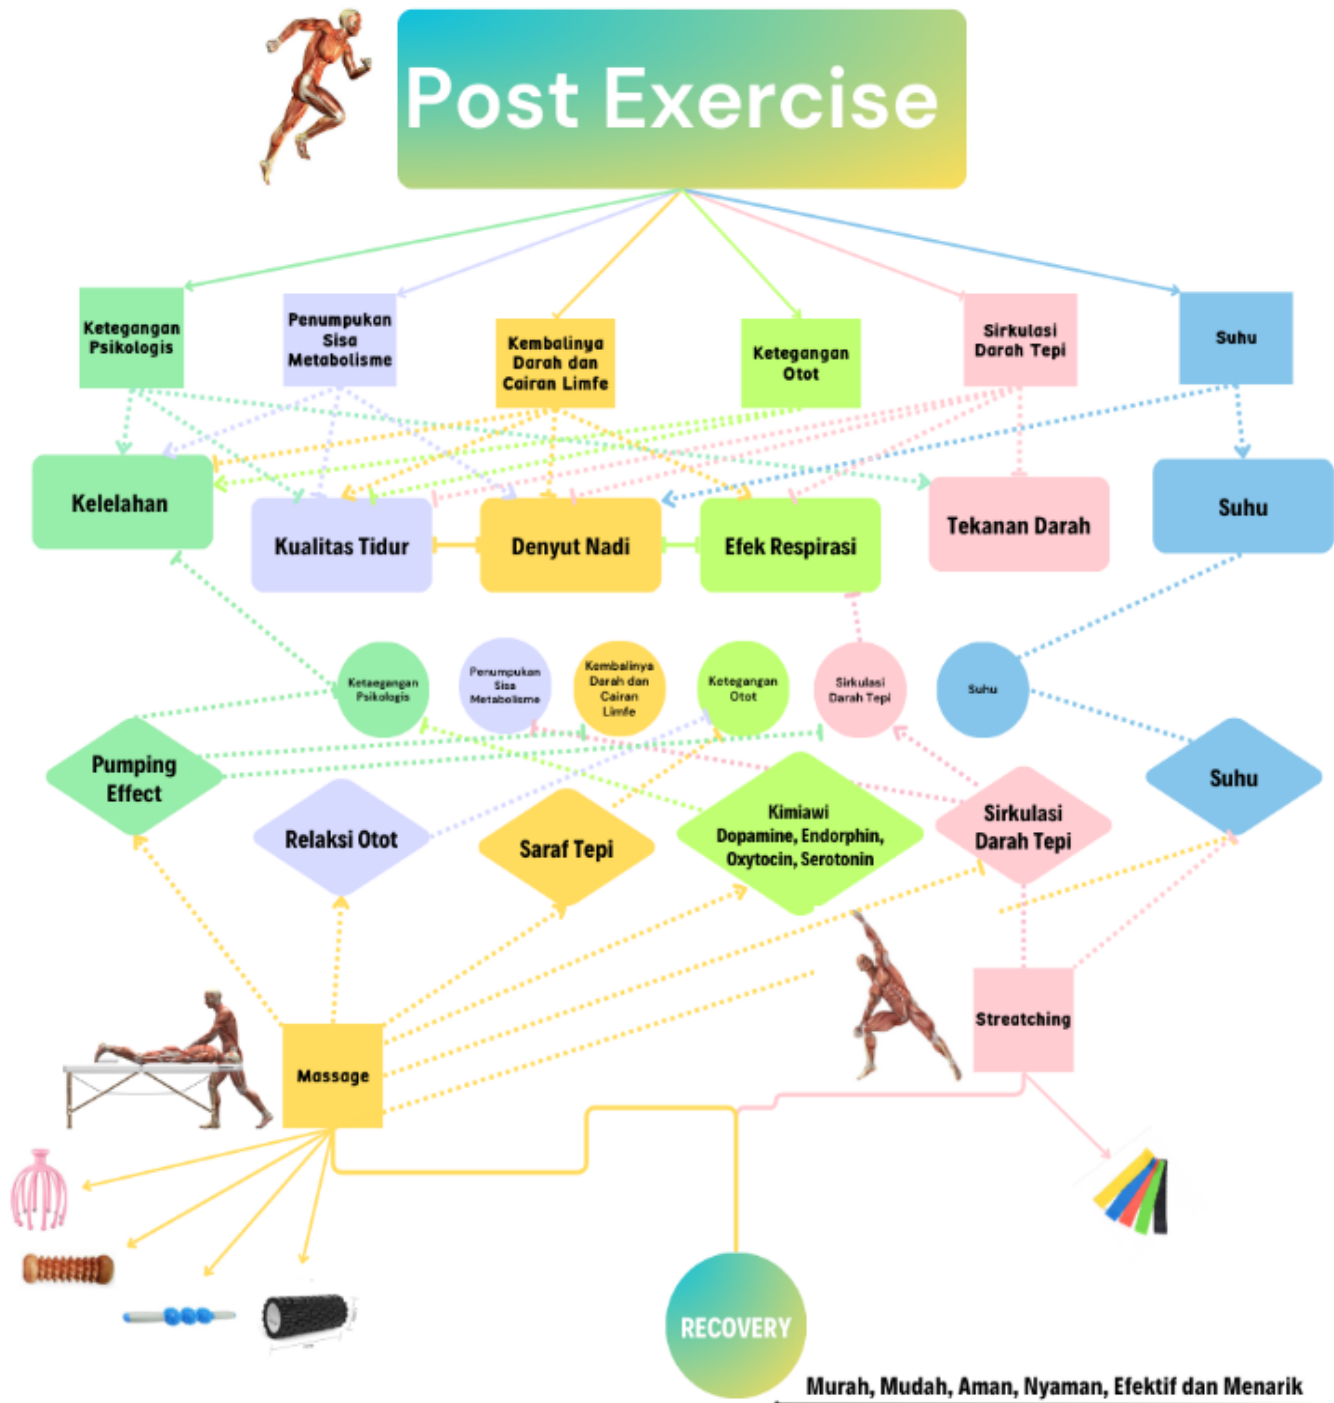 Post Exercise
Ketegangan
Psikologis
Penumpukan
Sisa
Metabolisme
Kembalinya
Darah dan
Cairan Limfe
Ketegangan
Otot
Sirkulasi
Darah Tepi
Suhu
Kelelahan
Kualitas Tidur
Denyut Nadi
Efek Respirasi
Tekanan Darah
Suhu
Ketaegangan
Psikologis
Penumpukan
Sisa
Metabolisme
Kembalinya
Darah dan
Cairan
Limfe
Ketegangan
Otot
Sirkulasi
Darah Tepi
Suhu
Pumping
Effect
Relaksi Otot
Saraf Tepi
Kimiawi
Dopamine, Endorphin,
Oxytocin, Serotonin
Sirkulasi
Darah Tepi
Suhu
Massage
Streatching
RECOVERY
Murah, Mudah, Aman, Nyaman, Efektif dan Menarik